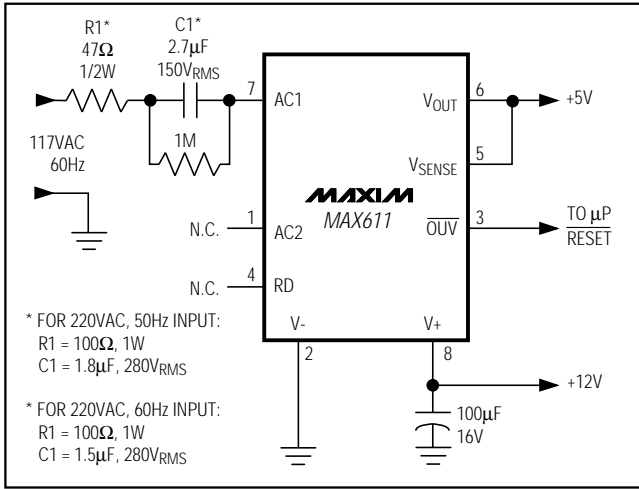 R1*
47Ω
1/2W
C1*
2.7μF
150VRMS
1M
117VAC
60Hz
7
AC1
N.C.
1
AC2
N.C.
4
RD
MAXIM
MAX611
VOUT
6
+5V
VSENSE
5
OUV
3
TO μP
RESET
V-
2
V+
8
+12V
100μF
16V
* FOR 220VAC, 50Hz INPUT:
R1 = 100Ω, 1W
C1 = 1.8μF, 280VRMS
* FOR 220VAC, 60Hz INPUT:
R1 = 100Ω, 1W
C1 = 1.5μF, 280VRMS